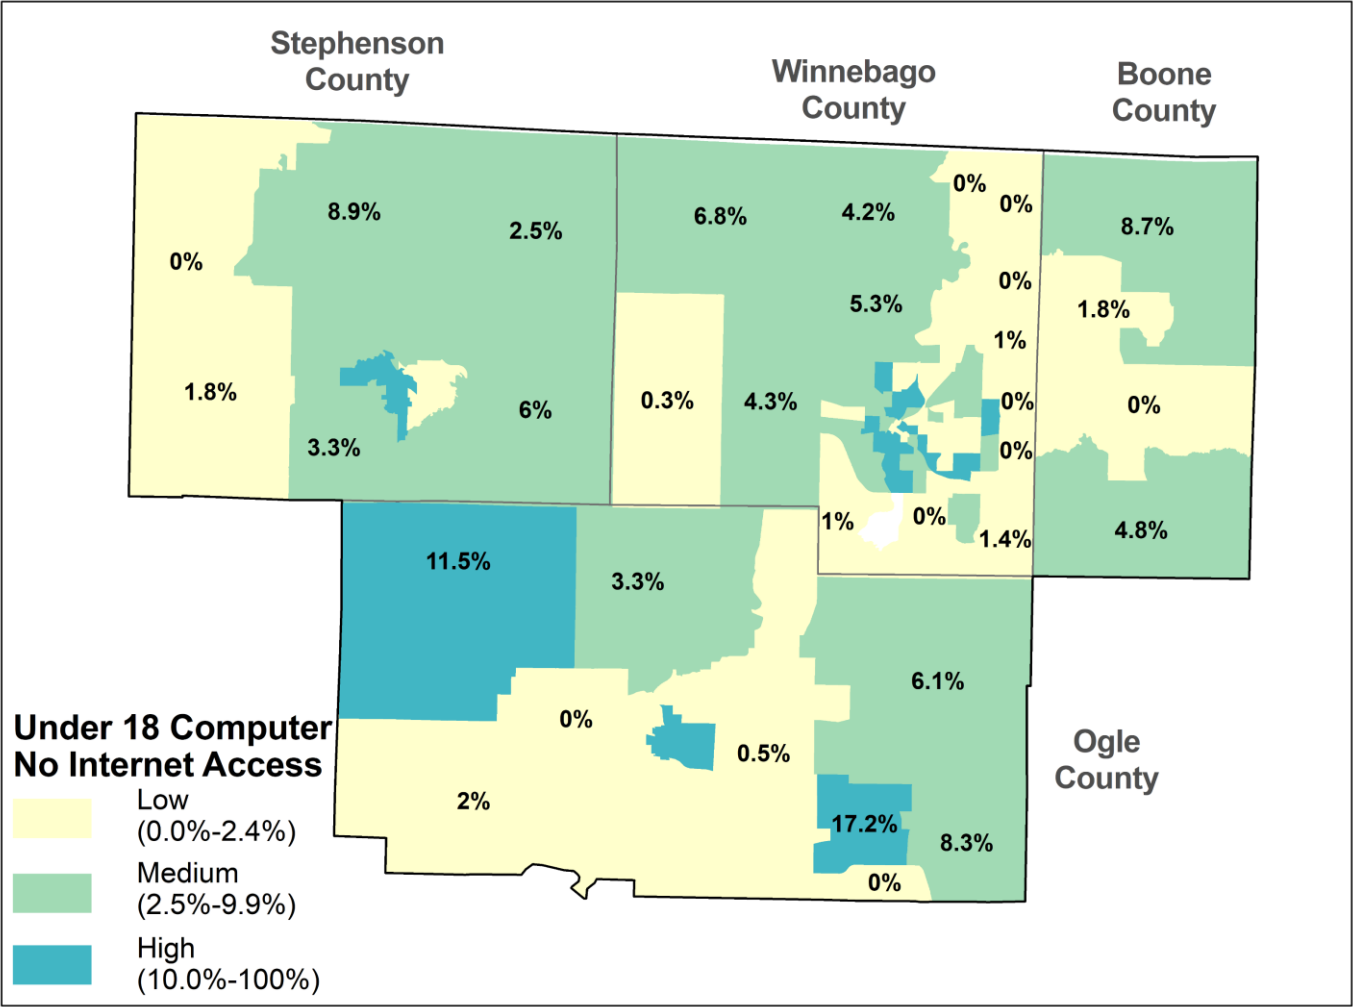 Stephenson
County
Winnebago
County
Boone
County
0%
0%
8.9%
2.5%
6.8%
4.2%
8.7%
0%
0%
5.3%
1.8%
1%
1.8%
0.3%
4.3%
0%
0%
6%
3.3%
0%
1%
0%
1.4%
4.8%
11.5%
3.3%
6.1%
0%
0.5%
2%
17.2%
8.3%
0%
Ogle
County
Under 18 Computer
No Internet Access
Low
(0.0%-2.4%)
Medium
(2.5%-9.9%)
High
(10.0%-100%)